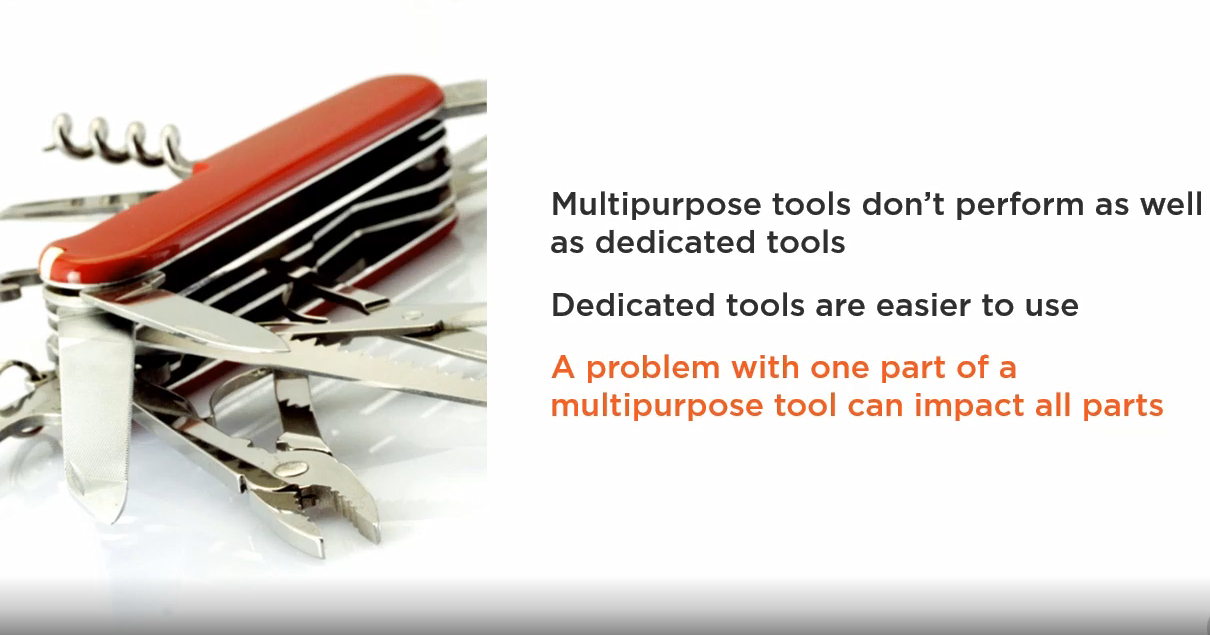 Multipurpose tools don’t perform as well
as dedicated tools
Dedicated tools are easier to use
A problem with one part of a
multipurpose tool can impact all parts